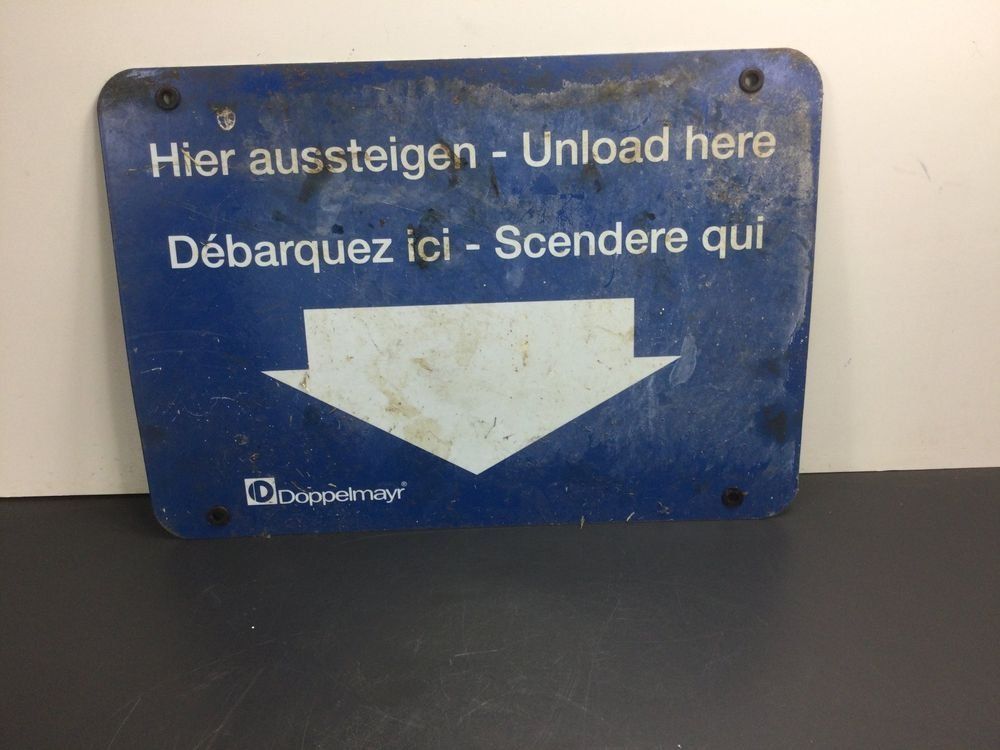 Hier aussteigen - Unload here
Débarquez ici - Scendere qui
Doppelmayr®